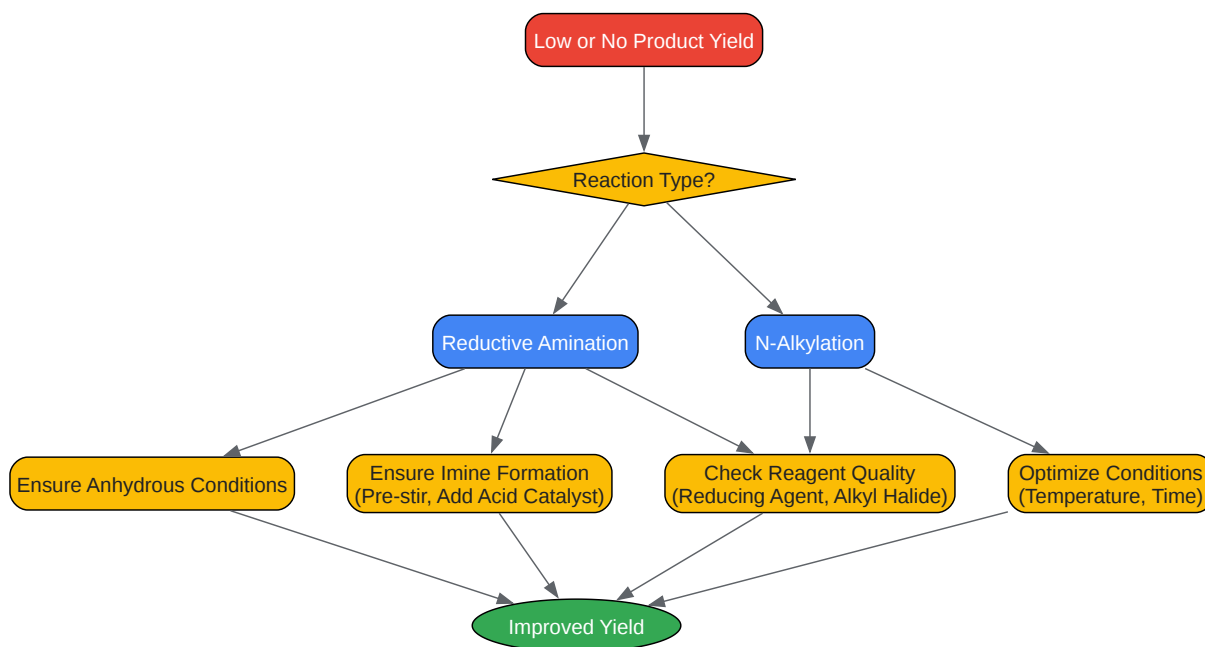 Low or No Product Yield
Reaction Type?
Reductive Amination
N-Alkylation
Ensure Anhydrous Conditions
Ensure Imine Formation
(Pre-stir, Add Acid Catalyst)
Check Reagent Quality
(Reducing Agent, Alkyl Halide)
Optimize Conditions
(Temperature, Time)
Improved Yield